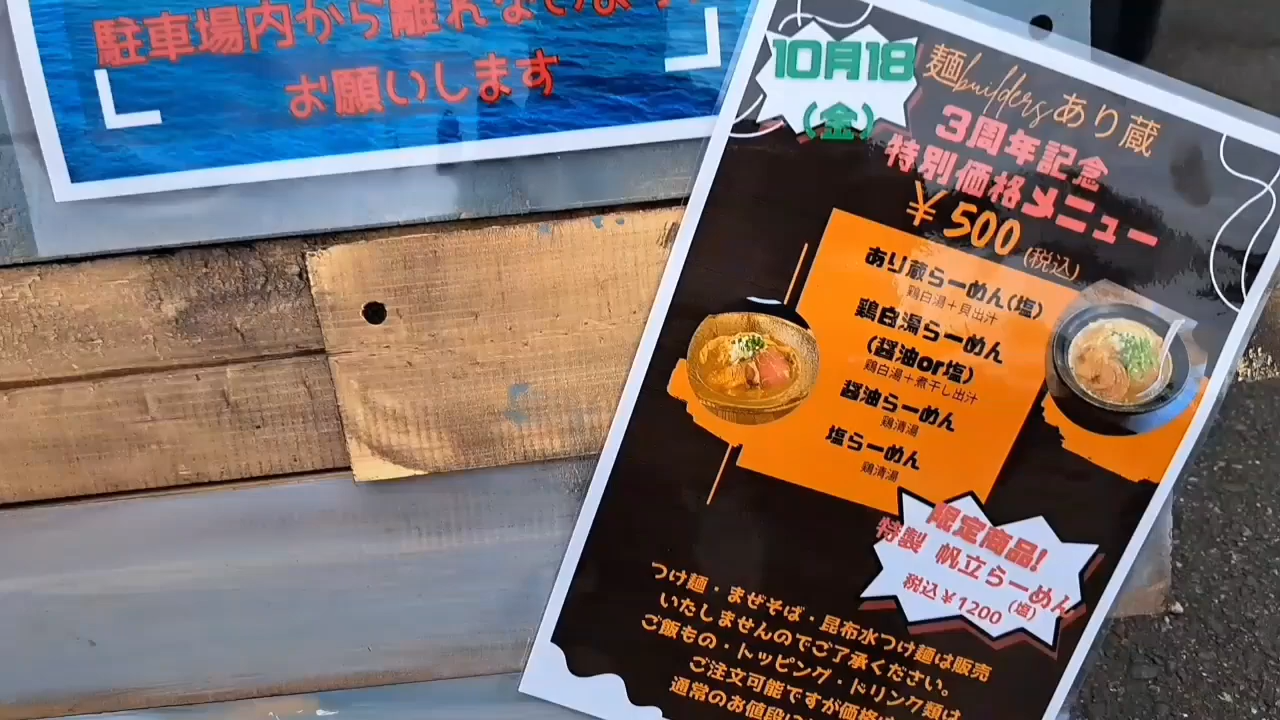 駐車場内から離れ
お願いします
10月18
(金)
麺buildersあり蔵
3周年記念
特別価格メニュー
¥500(税込)
あり蔵らーめん(塩)
鶏白湯+貝出汁
鶏白湯らーめん
(醤油or塩)
鶏白湯+煮干し出汁
醤油らーめん
鶏清湯
塩らーめん
鶏清湯
限定商品!
特製 帆立らーめん
(塩)
税込¥1200
つけ麺・まぜそば・昆布水つけ麺は販売
いたしませんのでご了承ください。
ご飯もの・トッピング・ドリンク類は
ご注文可能ですが価格は
通常のお値段に